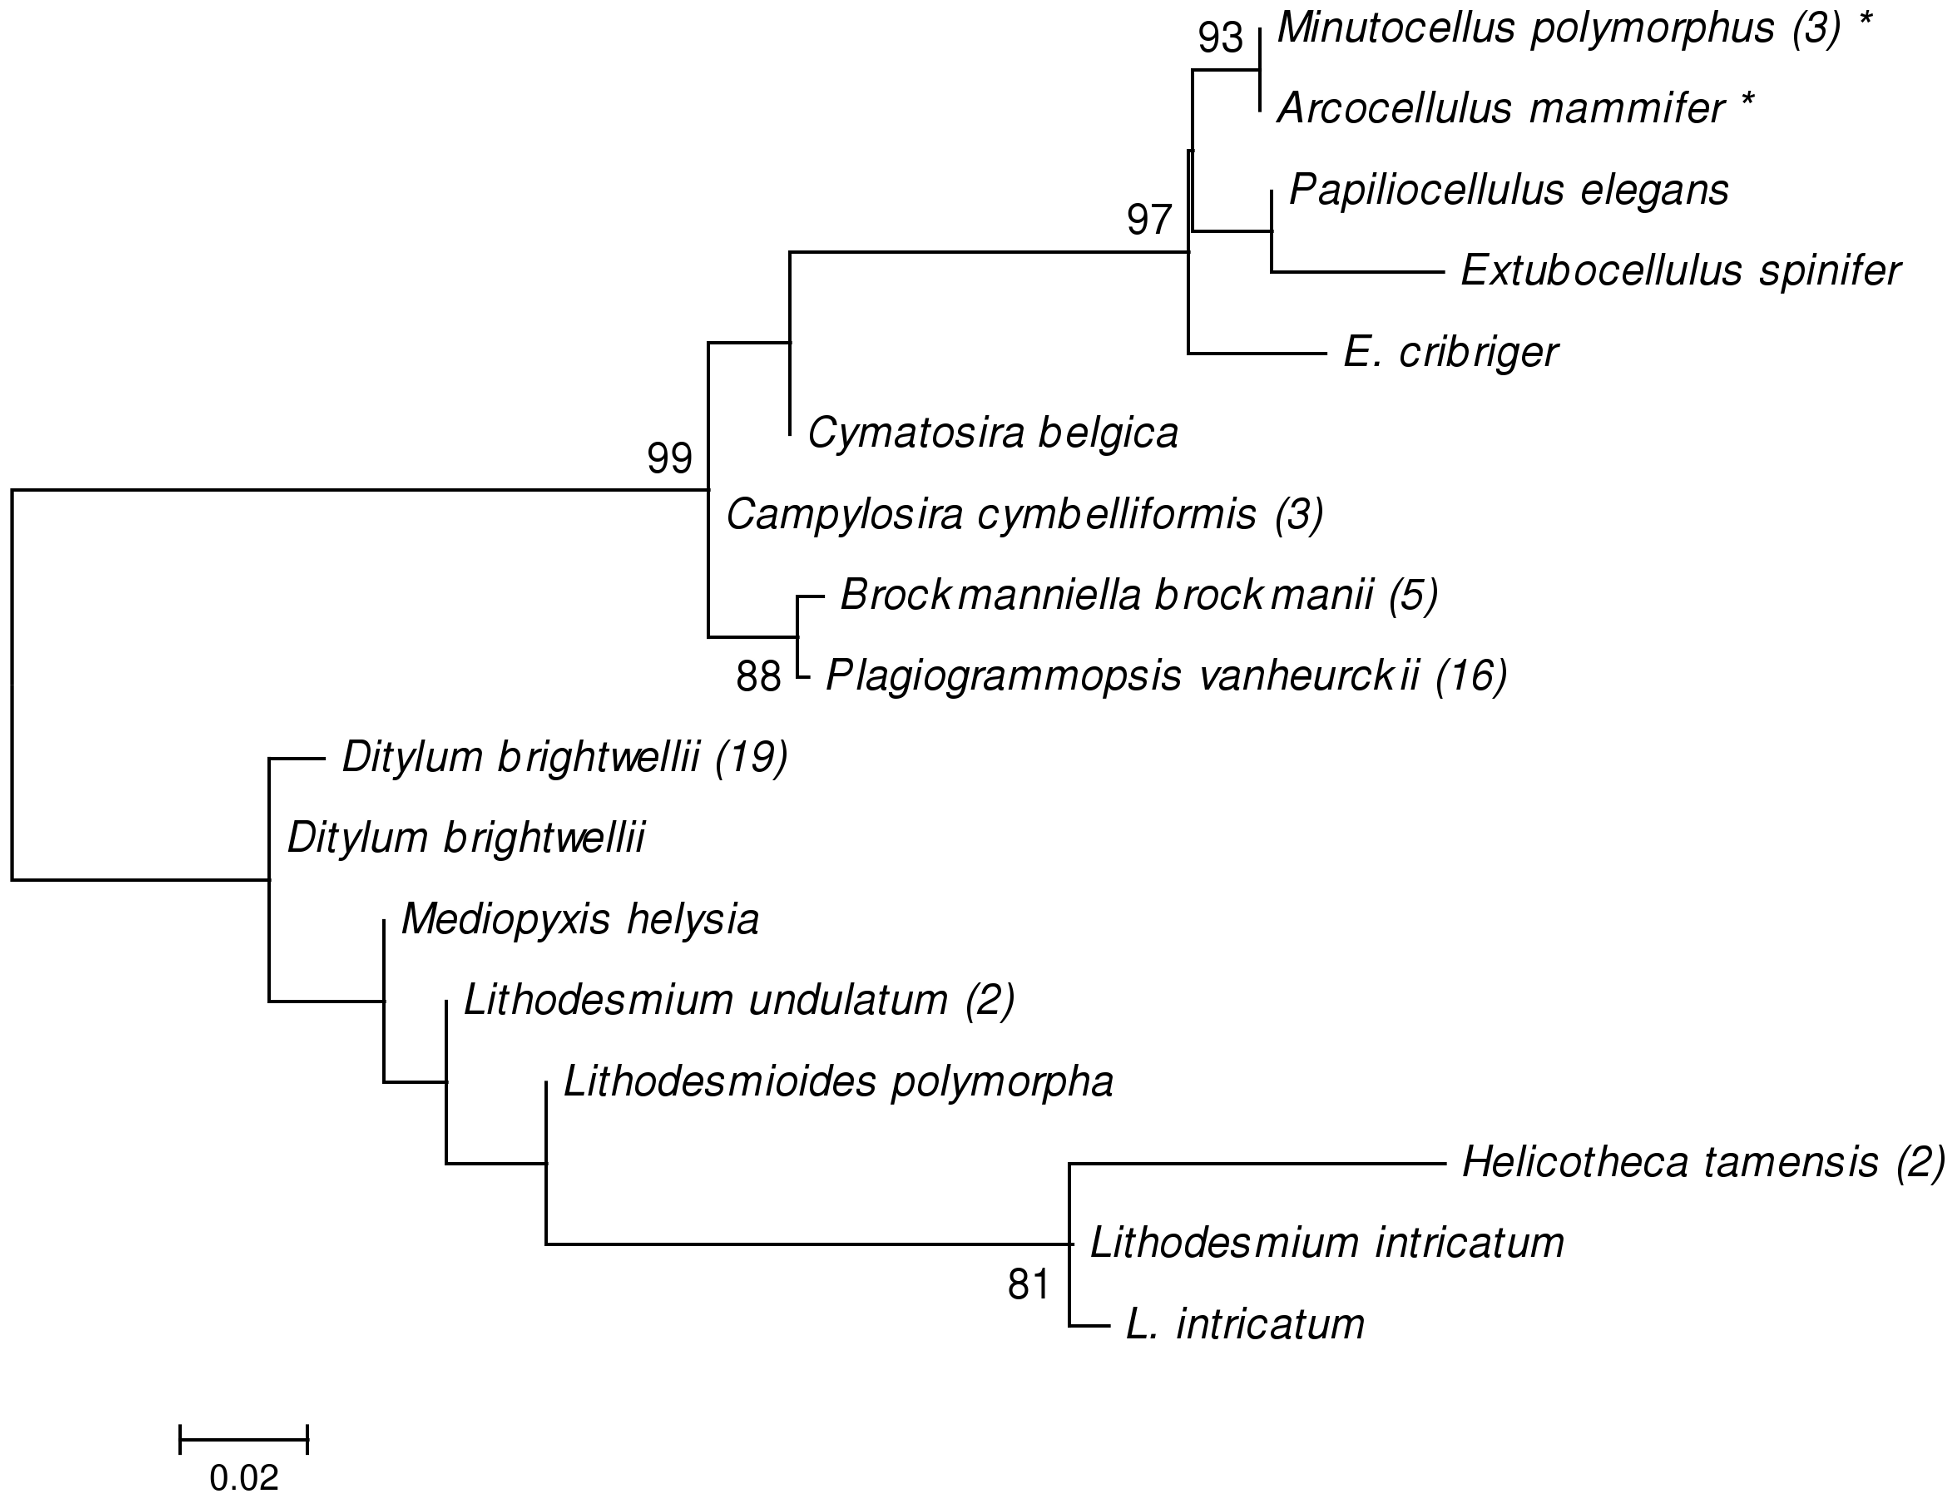 93
Minutocellus polymorphus (3) *
Arcocellulus mammifer *
Papiliocellulus elegans
97
Extubocellulus spinifer
E. cribriger
Cymatosira belgica
99
Campylosira cymbelliformis (3)
Brockmanniella brockmanii (5)
88
Plagiogrammopsis vanheurckii (16)
Ditylum brightwellii (19)
Ditylum brightwellii
Mediopyxis helysia
Lithodesmium undulatum (2)
Lithodesmioides polymorpha
Helicotheca tamensis (2)
Lithodesmium intricatum
81
L. intricatum
0.02